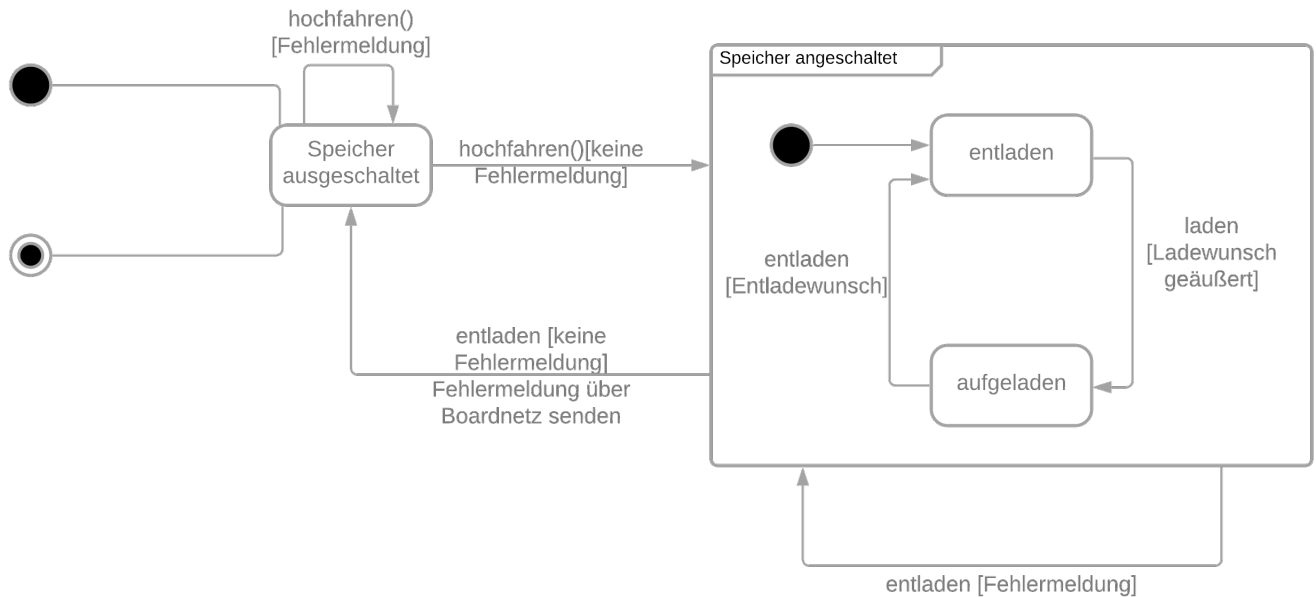 hochfahren()
[Fehlermeldung]
Speicher angeschaltet
Speicher
ausgeschaltet
hochfahren()[keine
Fehlermeldung]
entladen
laden
[Ladewunsch
geäußert]
entladen
[Entladewunsch]
entladen [keine
Fehlermeldung]
Fehlermeldung über
Boardnetz senden
aufgeladen
entladen [Fehlermeldung]